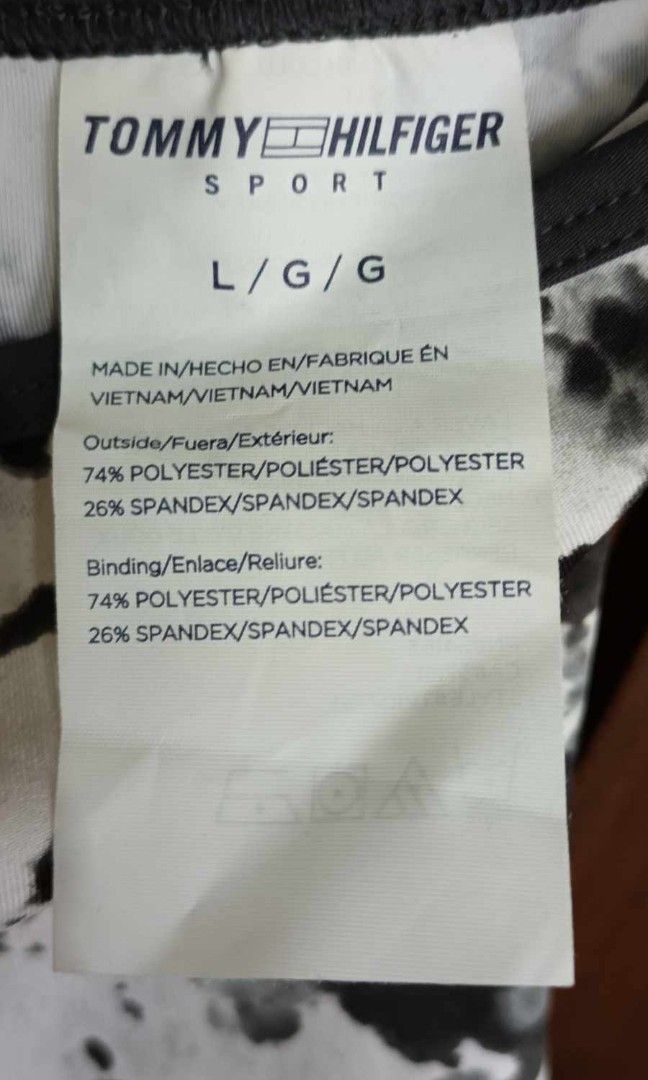 TOMMY HILFIGER
SPORT
L / G / G
MADE IN/HECHO EN/FABRIQUE ÉN
VIETNAM/VIETNAM/VIETNAM
Outside/Fuera/Extérieur:
74% POLYESTER/POLIÉSTER/POLYESTER
26% SPANDEX/SPANDEX/SPANDEX
Binding/Enlace/Reliure:
74% POLYESTER/POLIÉSTER/POLYESTER
26% SPANDEX/SPANDEX/SPANDEX